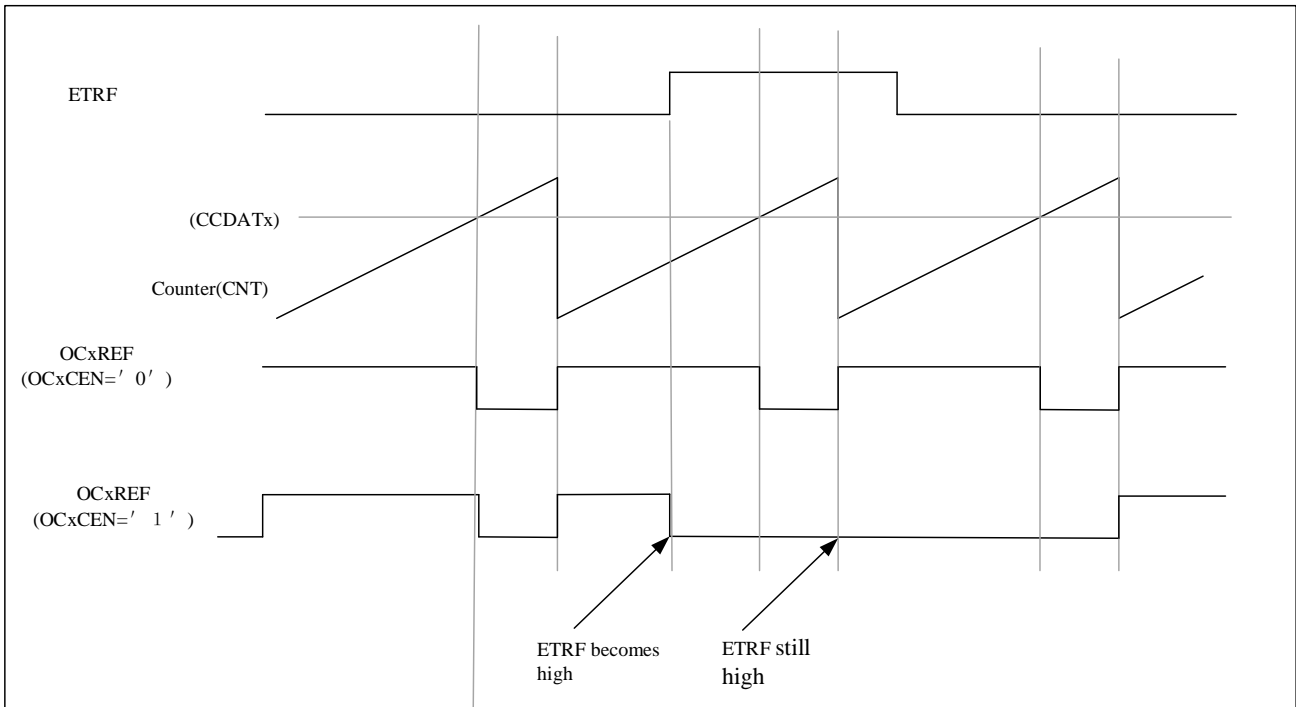 ETRF
(CCDATx)
Counter(CNT)
OCxREF
(OCxCEN=′ 0′ )
OCxREF
(OCxCEN=′ 1 ′ )
ETRF becomes
high
ETRF still
high